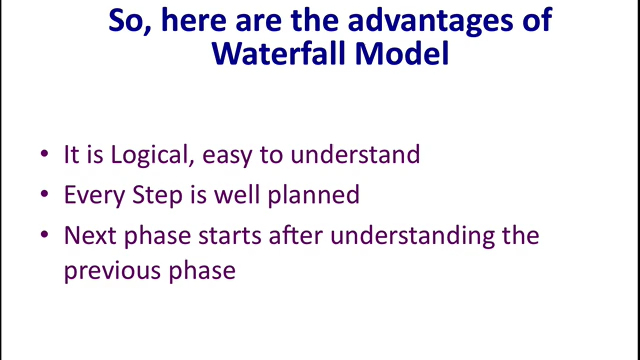 So, here are the advantages of
Waterfall Model
• It is Logical, easy to understand
• Every Step is well planned
• Next phase starts after understanding the
previous phase